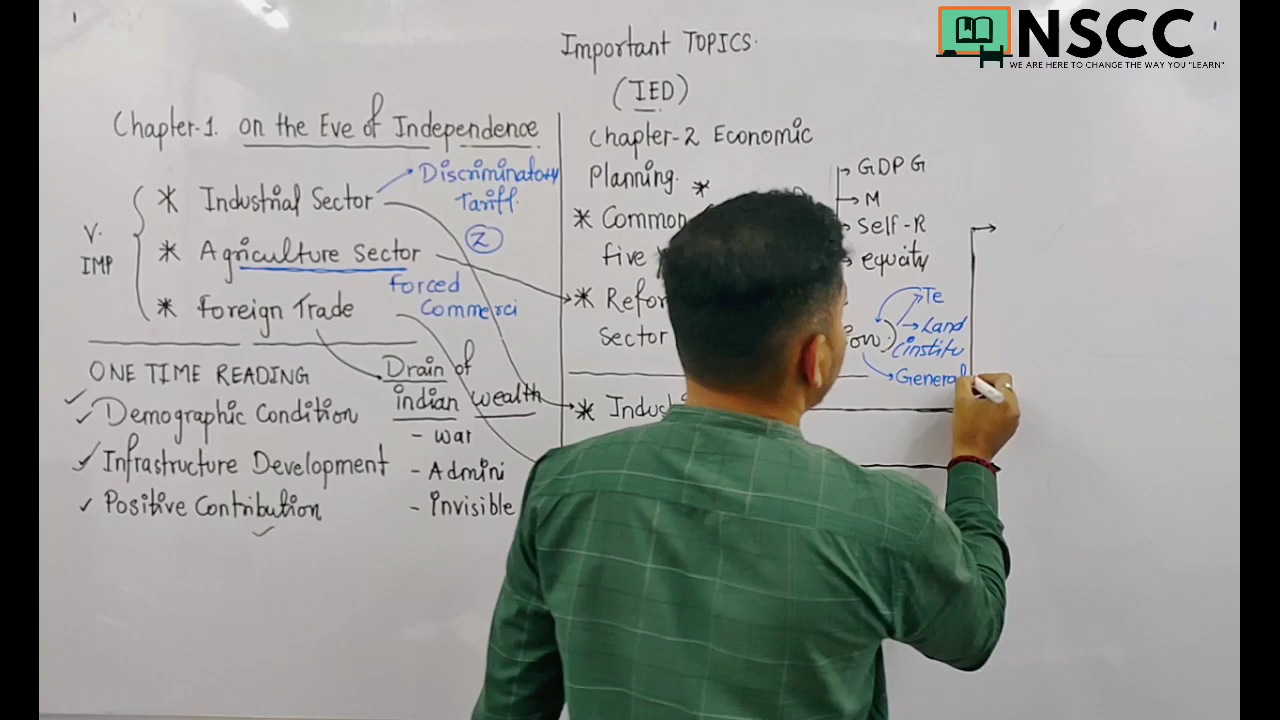 NSCC
WE ARE HERE TO CHANGE THE WAY YOU "LEARN"
Important TOPICS.
(IED)
Chapter-1. on the Eve of Independence
V.
IMP
* Industrial Sector
Discriminatory
Tariff.
2
* Agriculture Sector
Forced
Commerci
* Foreign Trade
ONE TIME READING
Demographic Condition
Infrastructure Development
Positive Contribution
Drain of
indian wealth
- war
- Admini
- invisible
Chapter-2 Economic
Planning.
*
* Common
five
GDP G
M
Self-R
equity
*
Sector
Te
Land
General
*